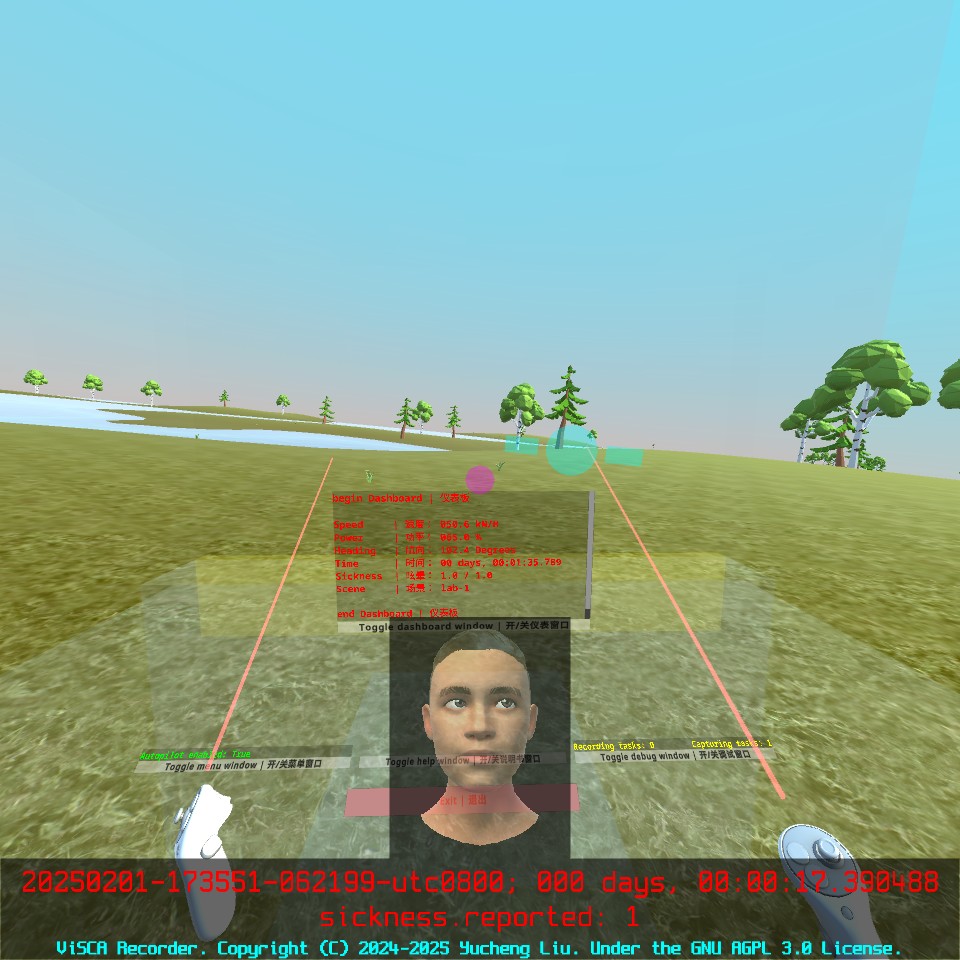 begin Dashboard | 仪表板
Speed | 速度: 050.6 KM/H
Power | 功率: 065.0 %
Heading | 朝向: 102.4 Degrees
Time | 时间: 00 days, 00:01:35.789
Sickness | 眩晕: 1.0 / 1.0
Scene | 场景: lab-1
end Dashboard | 仪表板
Toggle dashboard window | 开/关仪表窗口
Autopilot enabled: True
Toggle menu window | 开/关菜单窗口
Toggle help window | 开/关说明书窗口
Recording tasks: 0 Capturing tasks: 1
Toggle debug window | 开/关调试窗口
Exit | 退出
20250201-173551-062199-utc0800; 000 days, 00:00:17.390488
sickness.reported: 1
ViSCA Recorder. Copyright (C) 2024-2025 Yucheng Liu. Under the GNU AGPL 3.0 License.